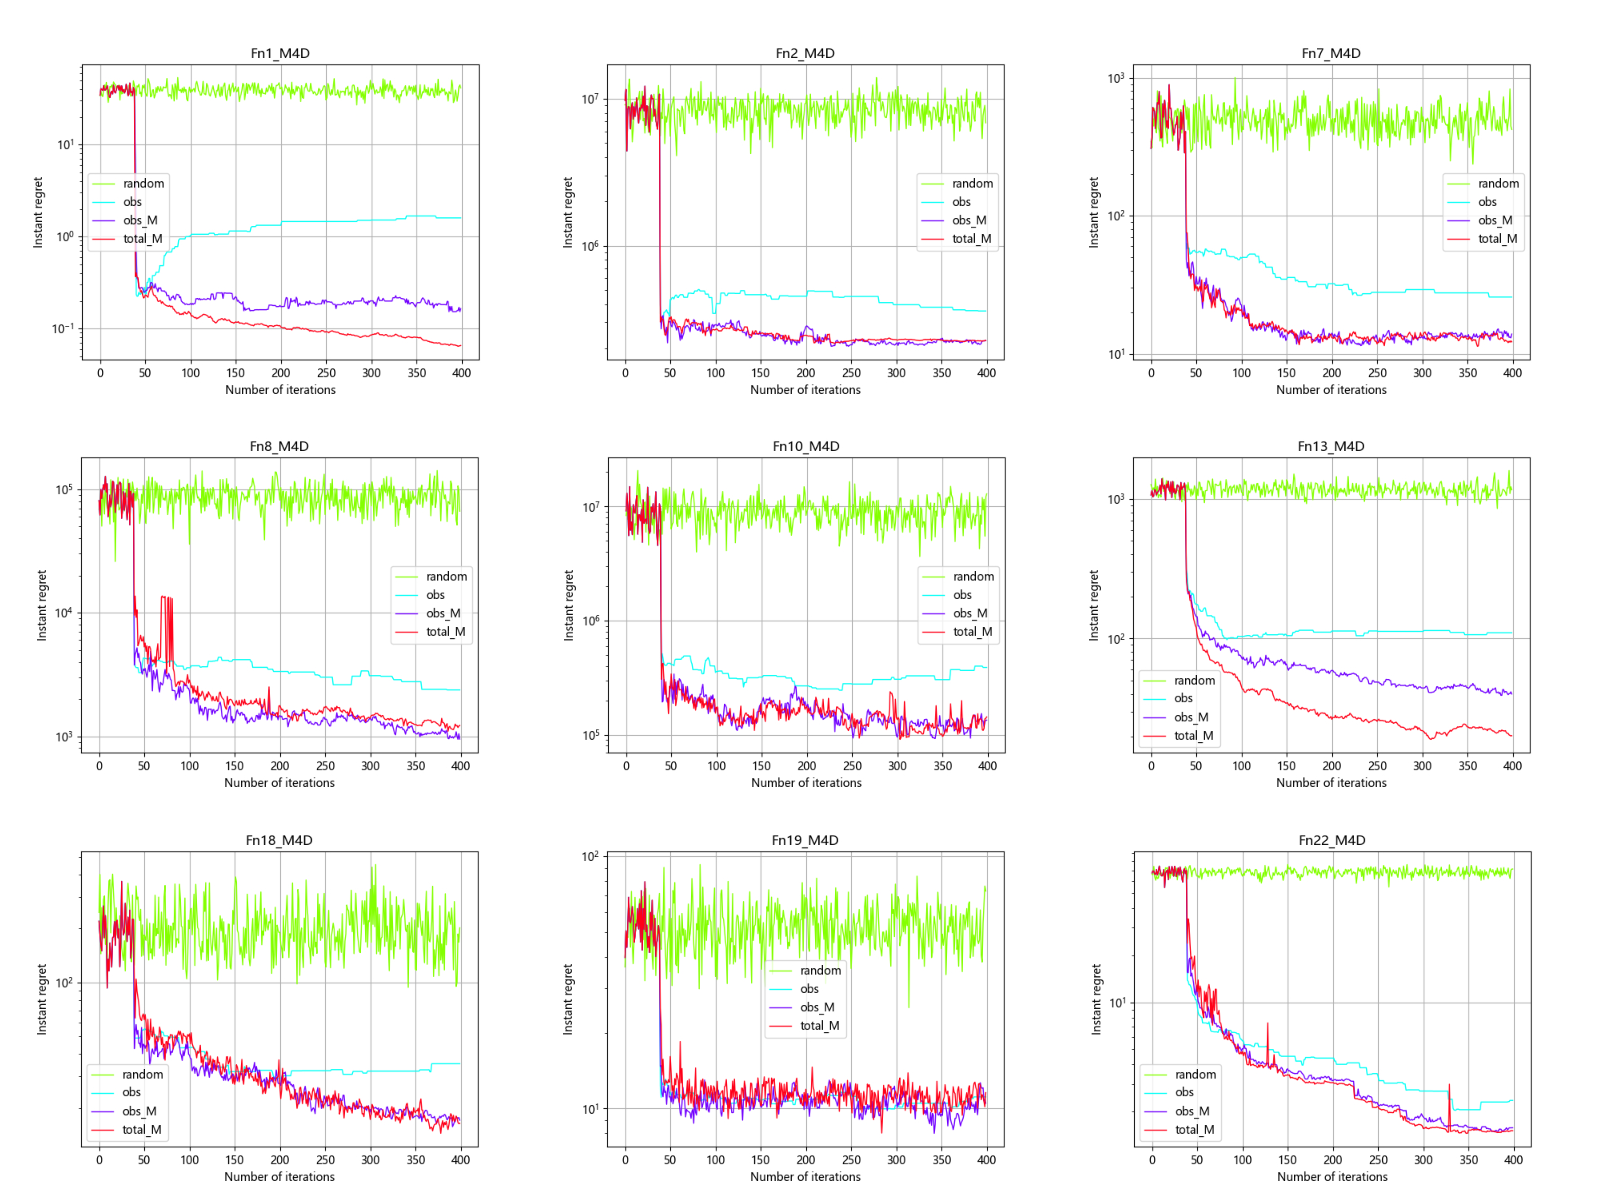 Fn1_M4D
Instant regret
10¹
10⁰
10⁻¹
random
obs
obs_M
total_M
0 50 100 150 200 250 300 350 400
Number of iterations
Fn2_M4D
Instant regret
10⁷
10⁶
random
obs
obs_M
total_M
0 50 100 150 200 250 300 350 400
Number of iterations
Fn7_M4D
Instant regret
10³
10²
10¹
random
obs
obs_M
total_M
0 50 100 150 200 250 300 350 400
Number of iterations
Fn8_M4D
Instant regret
10⁵
10⁴
10³
random
obs
obs_M
total_M
0 50 100 150 200 250 300 350 400
Number of iterations
Fn10_M4D
Instant regret
10⁷
10⁶
10⁵
random
obs
obs_M
total_M
0 50 100 150 200 250 300 350 400
Number of iterations
Fn13_M4D
Instant regret
10³
10²
random
obs
obs_M
total_M
0 50 100 150 200 250 300 350 400
Number of iterations
Fn18_M4D
Instant regret
10²
random
obs
obs_M
total_M
0 50 100 150 200 250 300 350 400
Number of iterations
Fn19_M4D
Instant regret
10²
10¹
random
obs
obs_M
total_M
0 50 100 150 200 250 300 350 400
Number of iterations
Fn22_M4D
Instant regret
10¹
random
obs
obs_M
total_M
0 50 100 150 200 250 300 350 400
Number of iterations